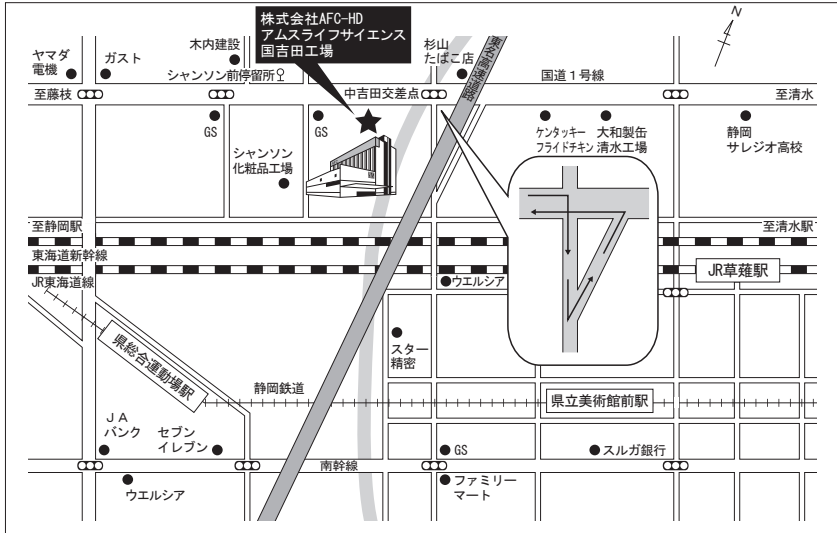 株式会社AFC-HD
アムスライフサイエンス
国吉田工場
N
ヤマダ
電機
ガスト
木内建設
シャンソン前停留所
杉山
たばこ店
東名高速道路
国道1号線
至藤枝
中吉田交差点
至清水
GS
GS
シャンソン
化粧品工場
ケンタッキー
フライドチキン
大和製缶
清水工場
静岡
サレジオ高校
至静岡駅
至清水駅
東海道新幹線
JR東海道線
ウエルシア
JR草薙駅
県総合運動場駅
スター
精密
静岡鉄道
県立美術館前駅
JA
バンク
セブン
イレブン
GS
スルガ銀行
南幹線
ウエルシア
ファミリー
マート